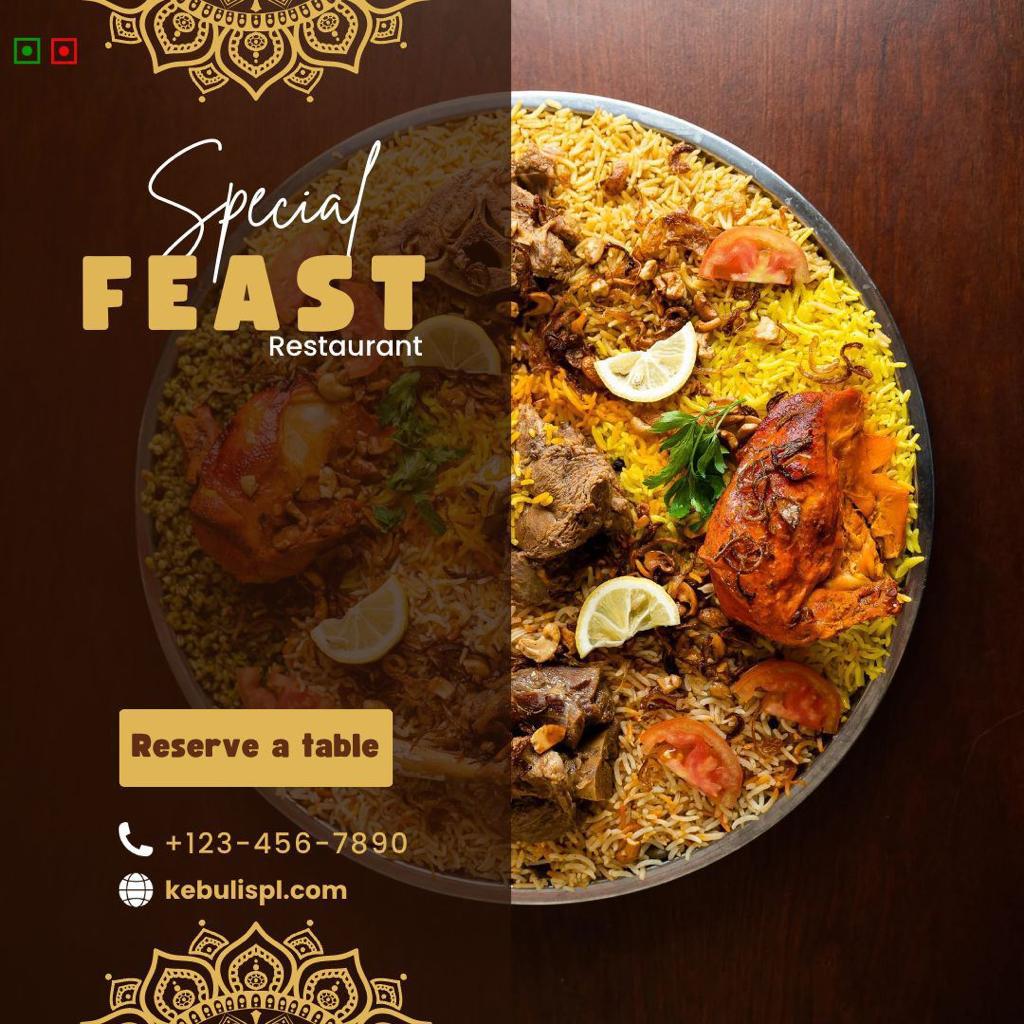 Special
FEAST
Restaurant
Reserve a table
+123-456-7890
kebulispl.com